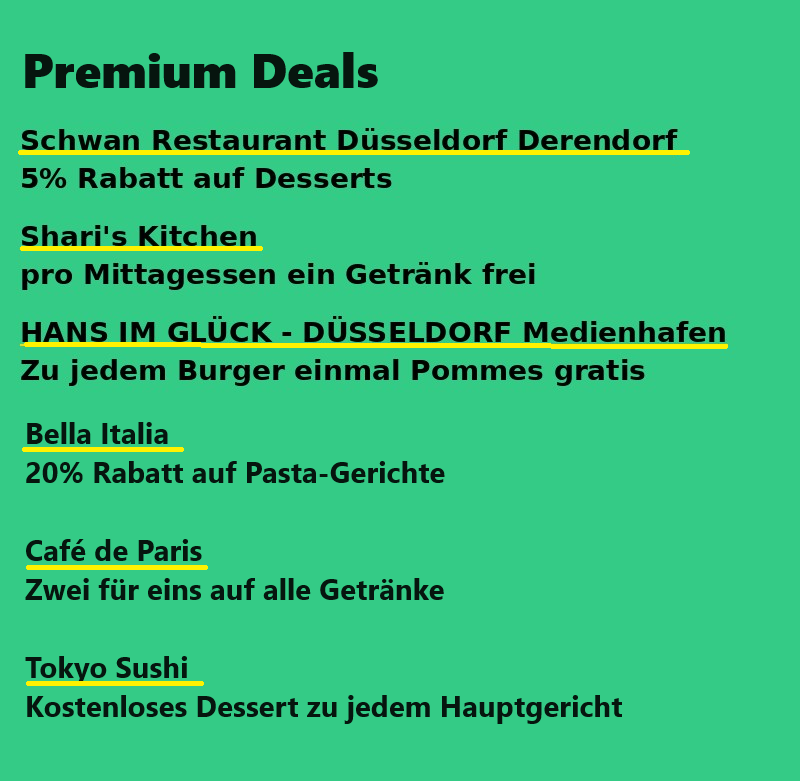 Premium Deals
Schwan Restaurant Düsseldorf Derendorf
5% Rabatt auf Desserts
Shari's Kitchen
pro Mittagessen ein Getränk frei
HANS IM GLÜCK - DÜSSELDORF Medienhafen
Zu jedem Burger einmal Pommes gratis
Bella Italia
20% Rabatt auf Pasta-Gerichte
Café de Paris
Zwei für eins auf alle Getränke
Tokyo Sushi
Kostenloses Dessert zu jedem Hauptgericht